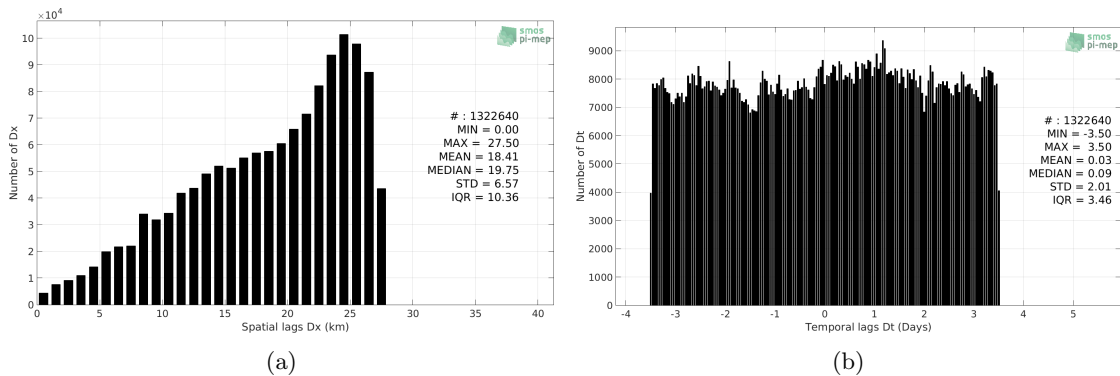 ×10⁴
10
9
8
7
6
5
4
3
2
1
0
Number of Dx
0 5 10 15 20 25 30 35 40
Spatial lags Dx (km)
smos
pi-mep
# : 1322640
MIN = 0.00
MAX = 27.50
MEAN = 18.41
MEDIAN = 19.75
STD = 6.57
IQR = 10.36
(a)
9000
8000
7000
6000
5000
4000
3000
2000
1000
0
Number of Dt
-4 -3 -2 -1 0 1 2 3 4 5
Temporal lags Dt (Days)
smos
pi-mep
# : 1322640
MIN = -3.50
MAX = 3.50
MEAN = 0.03
MEDIAN = 0.09
STD = 2.01
IQR = 3.46
(b)